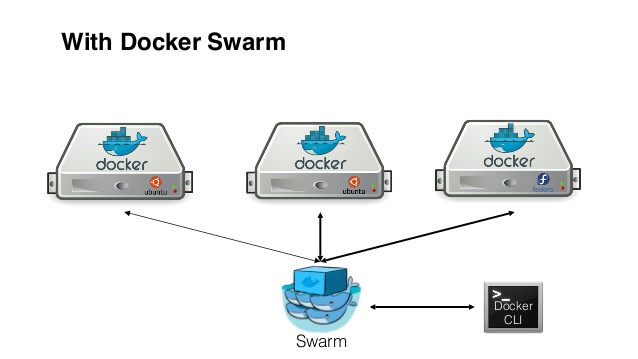 With Docker Swarm
docker
ubuntu
docker
ubuntu
docker
fedora
Swarm
>_
Docker
CLI